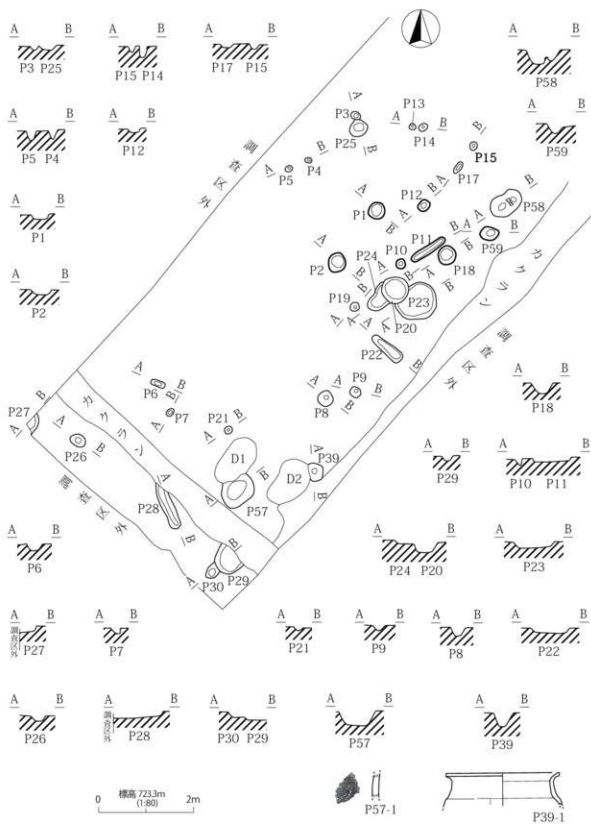 A B A B A B A B
P3 P25 P15 P14 P17 P15 P58
A B A B A B
P5 P4 P12 P59
A B
P1
A B
P2
調査区外
A
P3
P25
B
A P13 B
P14
B
P15
P17
A
A P5 P4 B
A
P1
B
P12
A B
A
P58
B
P59
A
P2
B
P10
P11
P18
P24
P19
P20
P23
カクラン
調査区外
P22
A B
P8
A P9 B
P6
P7
A P21 B
カクラン
D1
D2
P39
A
B
P57
P27
A B
P26
A B
P28
A B
P29
P30
A B
調査区外
A B
P18
A B A B
P29 P10 P11
A B A B A B
P6 P24 P20 P23
A B A B A B A B A B A B
調査区外
P27 P7 P21 P9 P8 P22
A B A B A B A B A B
調査区外
P26 P28 P30 P29 P57 P39
標高 723.3m
(1:80)
0 2m
P57-1
P39-1